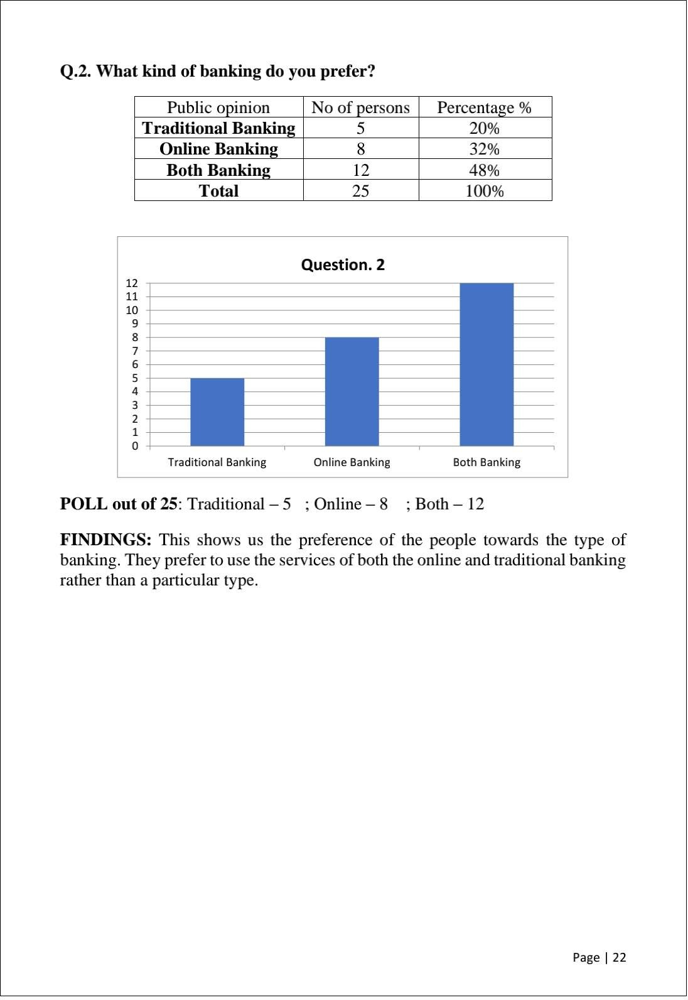 Q.2. What kind of banking do you prefer?
Public opinion No of persons Percentage %
Traditional Banking 5 20%
Online Banking 8 32%
Both Banking 12 48%
Total 25 100%
Question. 2
12
11
10
9
8
7
6
5
4
3
2
1
0
Traditional Banking Online Banking Both Banking
POLL out of 25: Traditional – 5 ; Online – 8 ; Both – 12
FINDINGS: This shows us the preference of the people towards the type of
banking. They prefer to use the services of both the online and traditional banking
rather than a particular type.
Page | 22